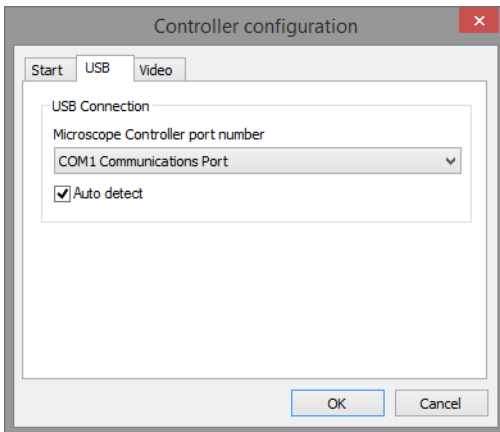 Controller configuration
Start USB Video
USB Connection
Microscope Controller port number
COM1 Communications Port
Auto detect
OK Cancel